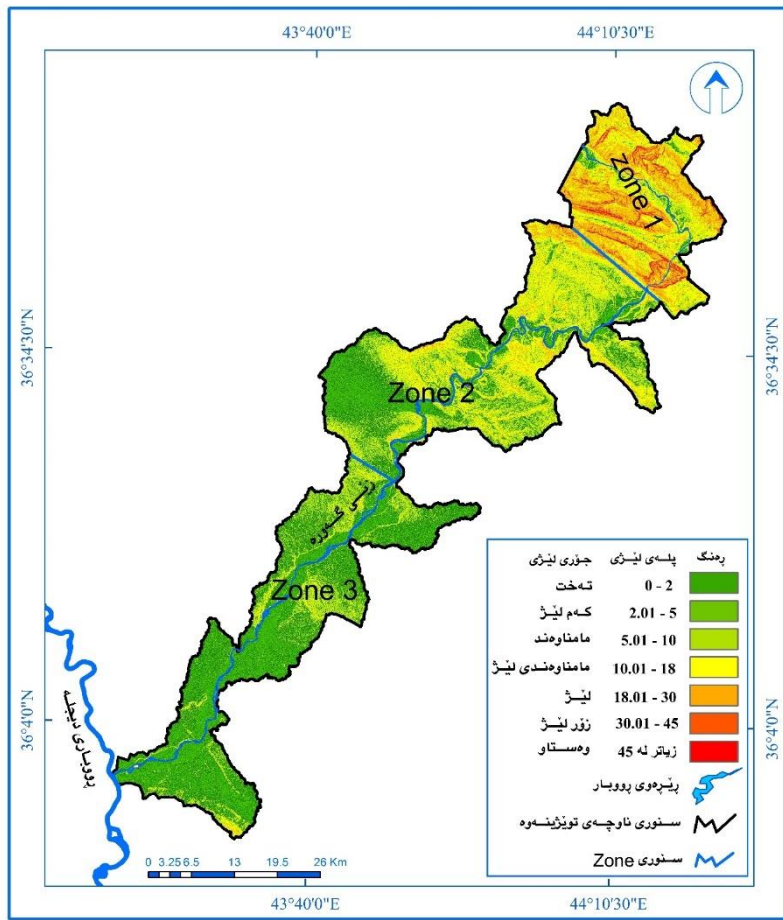 43°40'0"E 44°10'30"E
zone 1
36°34'30"N 36°34'30"N
Zone 2
زێی گەورە
Zone 3
36°4'0"N 36°4'0"N
ڕووباری دیجلە
ڕەنگ پلەی لێژی جۆری لێژی
0 - 2 تەخت
2.01 - 5 کەم لێژ
5.01 - 10 مامناوەند
10.01 - 18 مامناوەندی لێژ
18.01 - 30 لێژ
30.01 - 45 زۆر لێژ
زیاتر لە 45 وەستاو
ڕێڕەوی ڕووبار
سنوری ناوچەی توێژینەوە
سنوری Zone
0 3.25 6.5 13 19.5 26 Km
43°40'0"E 44°10'30"E